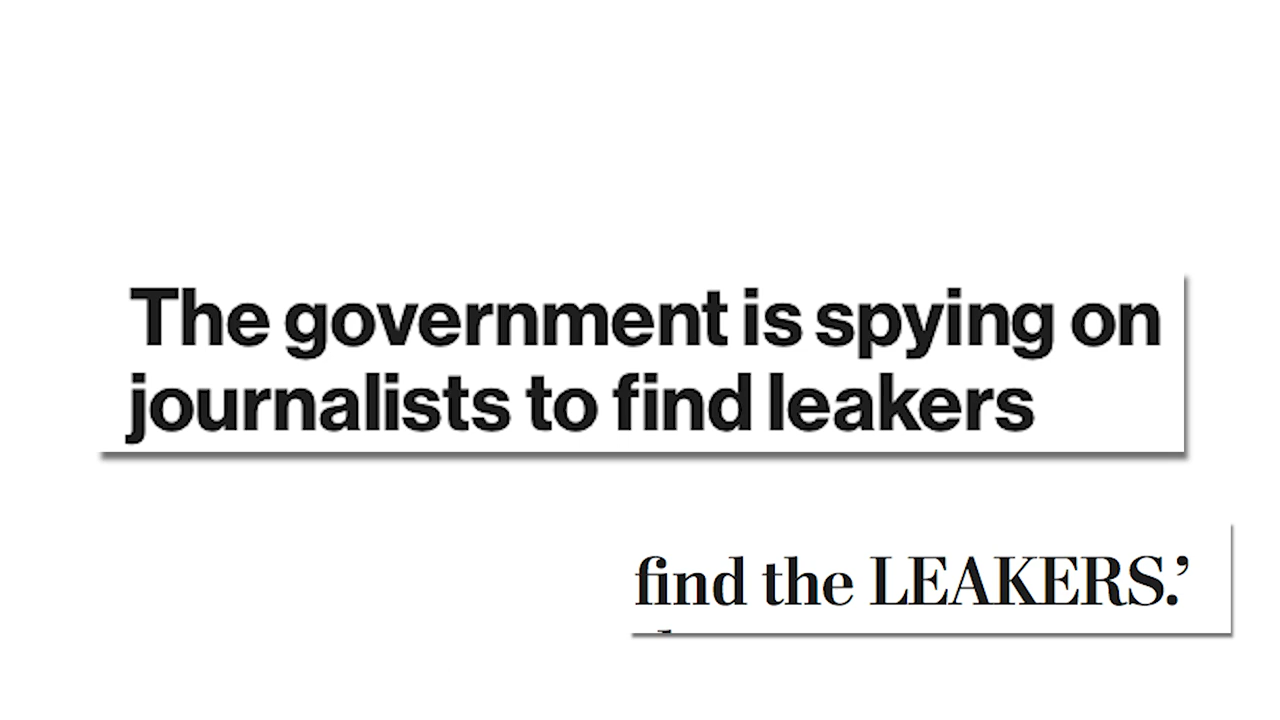 The government is spying on
journalists to find leakers
find the LEAKERS.’